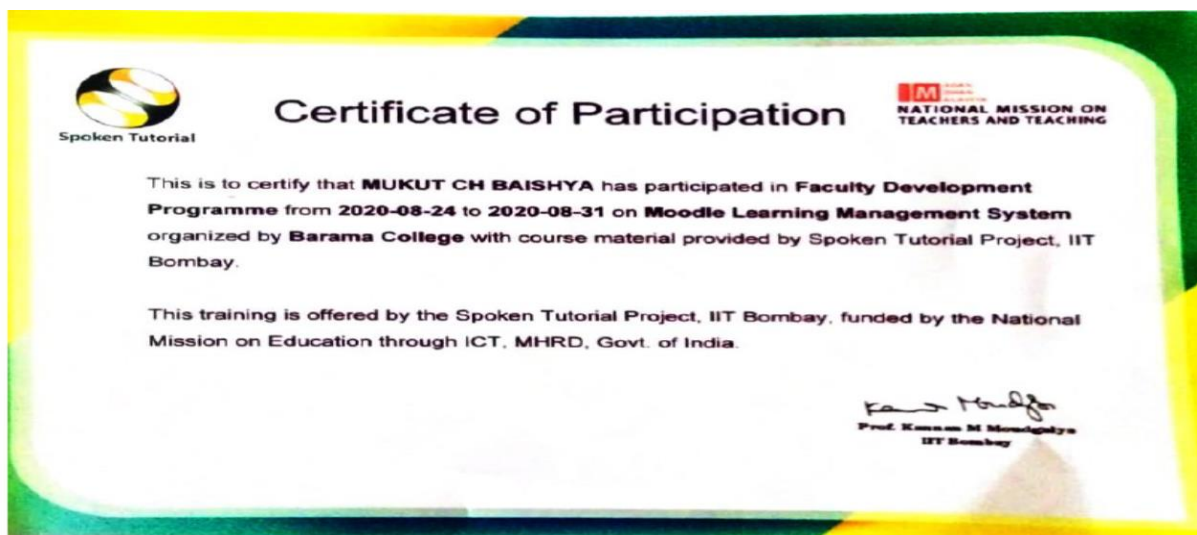 Spoken Tutorial
Certificate of Participation
M
NATIONAL MISSION ON
TEACHERS AND TEACHING
This is to certify that MUKUT CH BAISHYA has participated in Faculty Development
Programme from 2020-08-24 to 2020-08-31 on Moodle Learning Management System
organized by Barama College with course material provided by Spoken Tutorial Project, IIT
Bombay.
This training is offered by the Spoken Tutorial Project, IIT Bombay, funded by the National
Mission on Education through ICT, MHRD, Govt. of India.
Prof. Kannan M Moudgalya
IIT Bombay